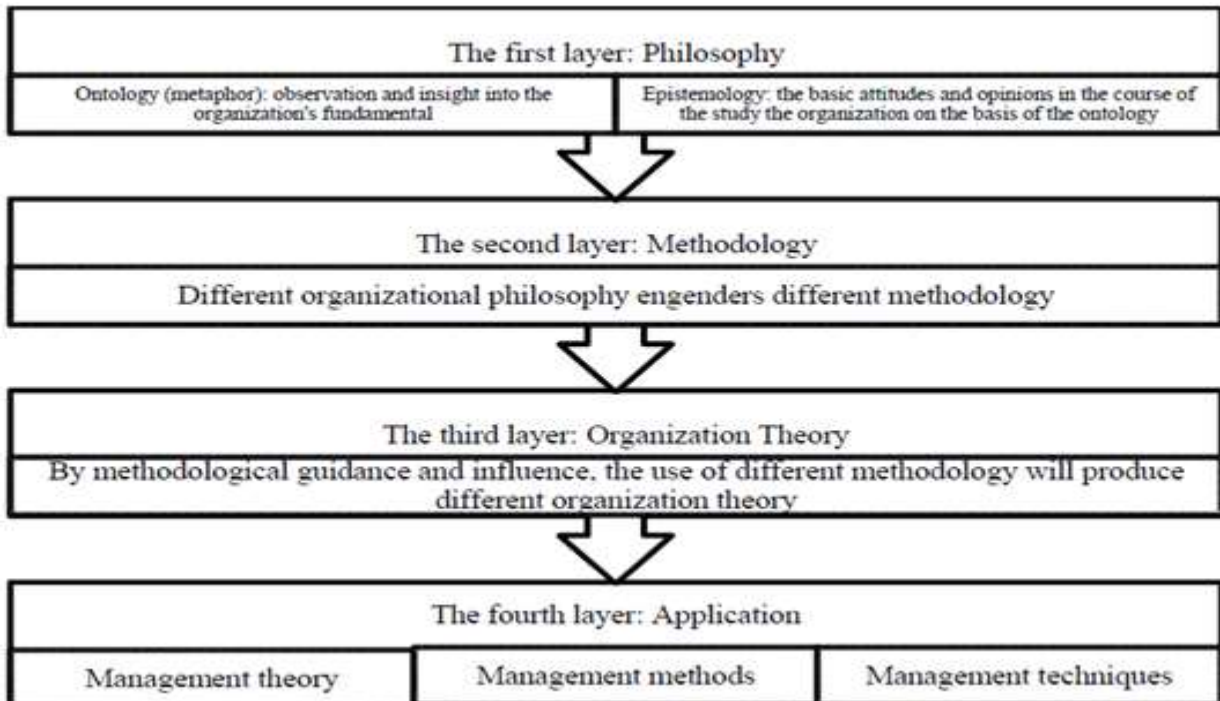 The first layer: Philosophy
Ontology (metaphor): observation and insight into the
organization's fundamental
Epistemology: the basic attitudes and opinions in the course of
the study the organization on the basis of the ontology
The second layer: Methodology
Different organizational philosophy engenders different methodology
The third layer: Organization Theory
By methodological guidance and influence, the use of different methodology will produce
different organization theory
The fourth layer: Application
Management theory
Management methods
Management techniques